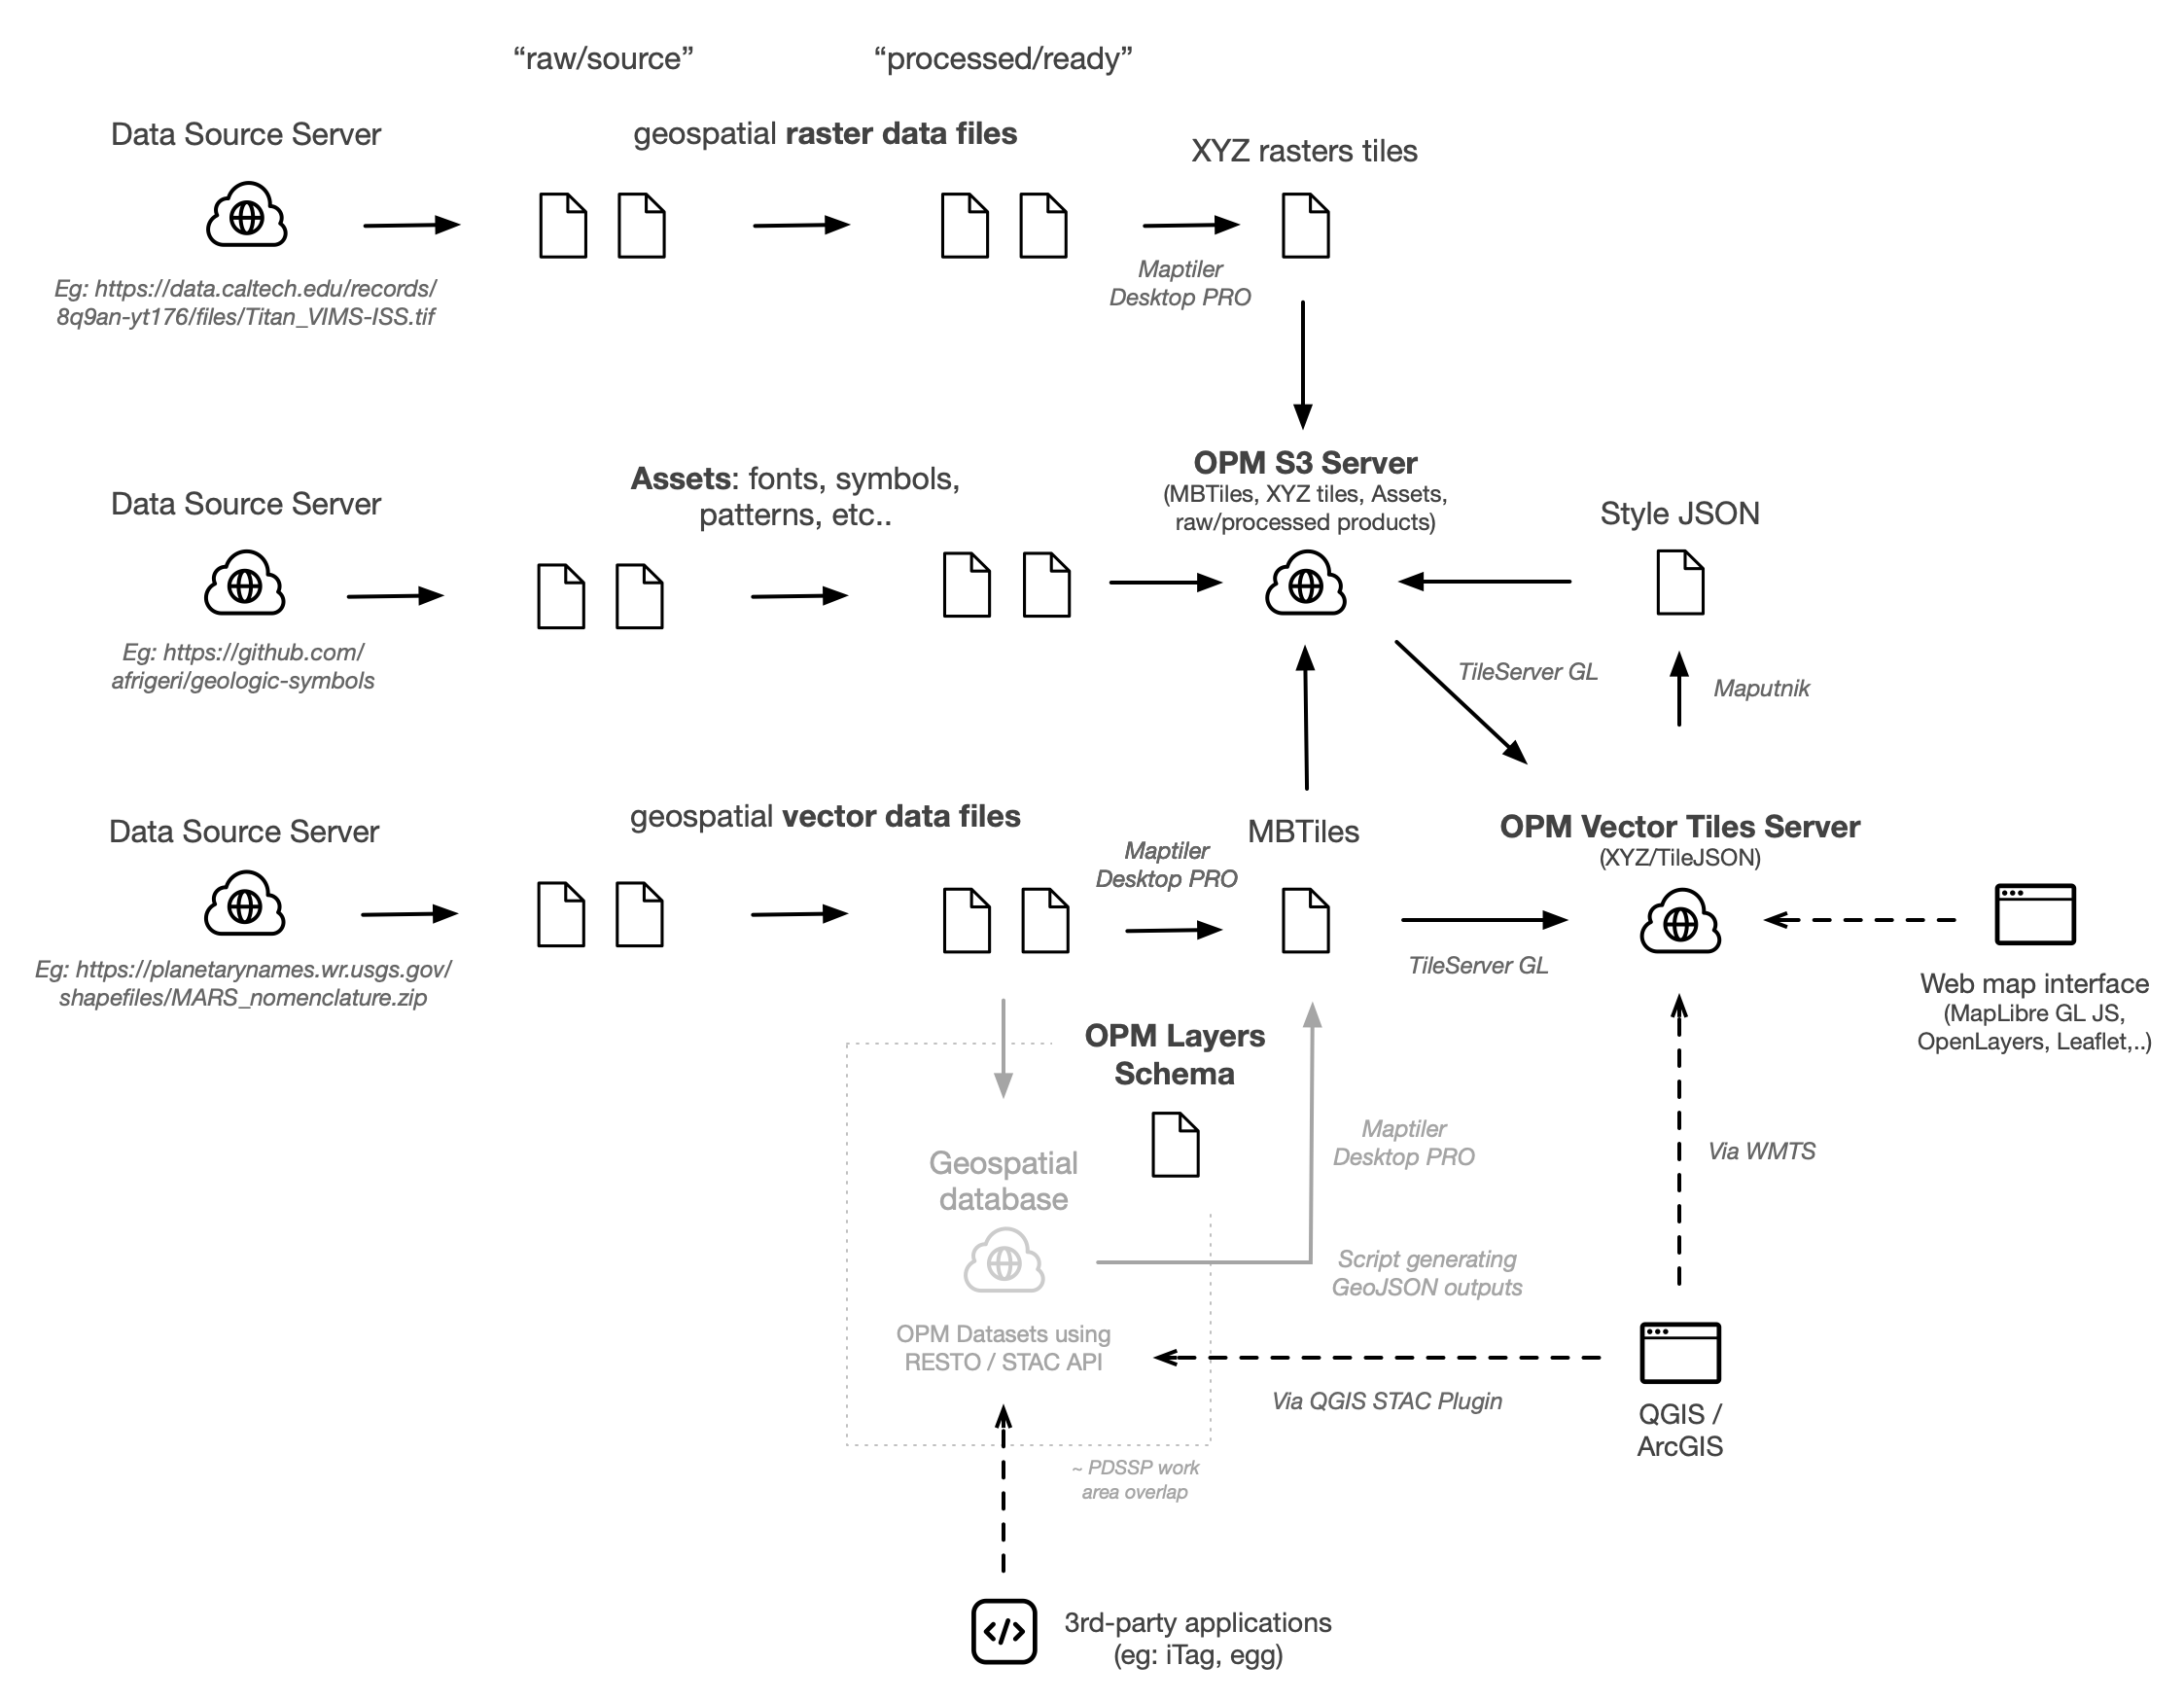 “raw/source”
“processed/ready”
Data Source Server
geospatial raster data files
XYZ rasters tiles
Eg: https://data.caltech.edu/records/
8q9an-yt176/files/Titan_VIMS-ISS.tif
Maptiler
Desktop PRO
Data Source Server
Assets: fonts, symbols,
patterns, etc..
OPM S3 Server
(MBTiles, XYZ tiles, Assets,
raw/processed products)
Style JSON
Eg: https://github.com/
afrigeri/geologic-symbols
TileServer GL
Maputnik
Data Source Server
geospatial vector data files
Maptiler
Desktop PRO
MBTiles
OPM Vector Tiles Server
(XYZ/TileJSON)
Eg: https://planetarynames.wr.usgs.gov/
shapefiles/MARS_nomenclature.zip
TileServer GL
Web map interface
(MapLibre GL JS,
OpenLayers, Leaflet,..)
OPM Layers
Schema
Maptiler
Desktop PRO
Via WMTS
Geospatial
database
Script generating
GeoJSON outputs
OPM Datasets using
RESTO / STAC API
Via QGIS STAC Plugin
QGIS /
ArcGIS
~ PDSSP work
area overlap
</>
3rd-party applications
(eg: iTag, egg)